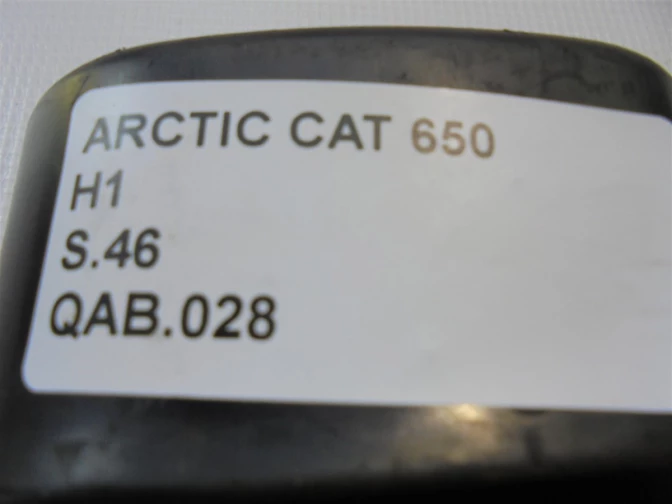 ARCTIC CAT 650
H1
S.46
QAB.028